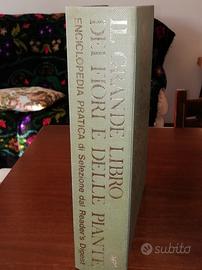 IL GRANDE LIBRO
DEI FIORI E DELLE PIANTE
ENCICLOPEDIA PRATICA di Selezione dal Reader's Digest
subito